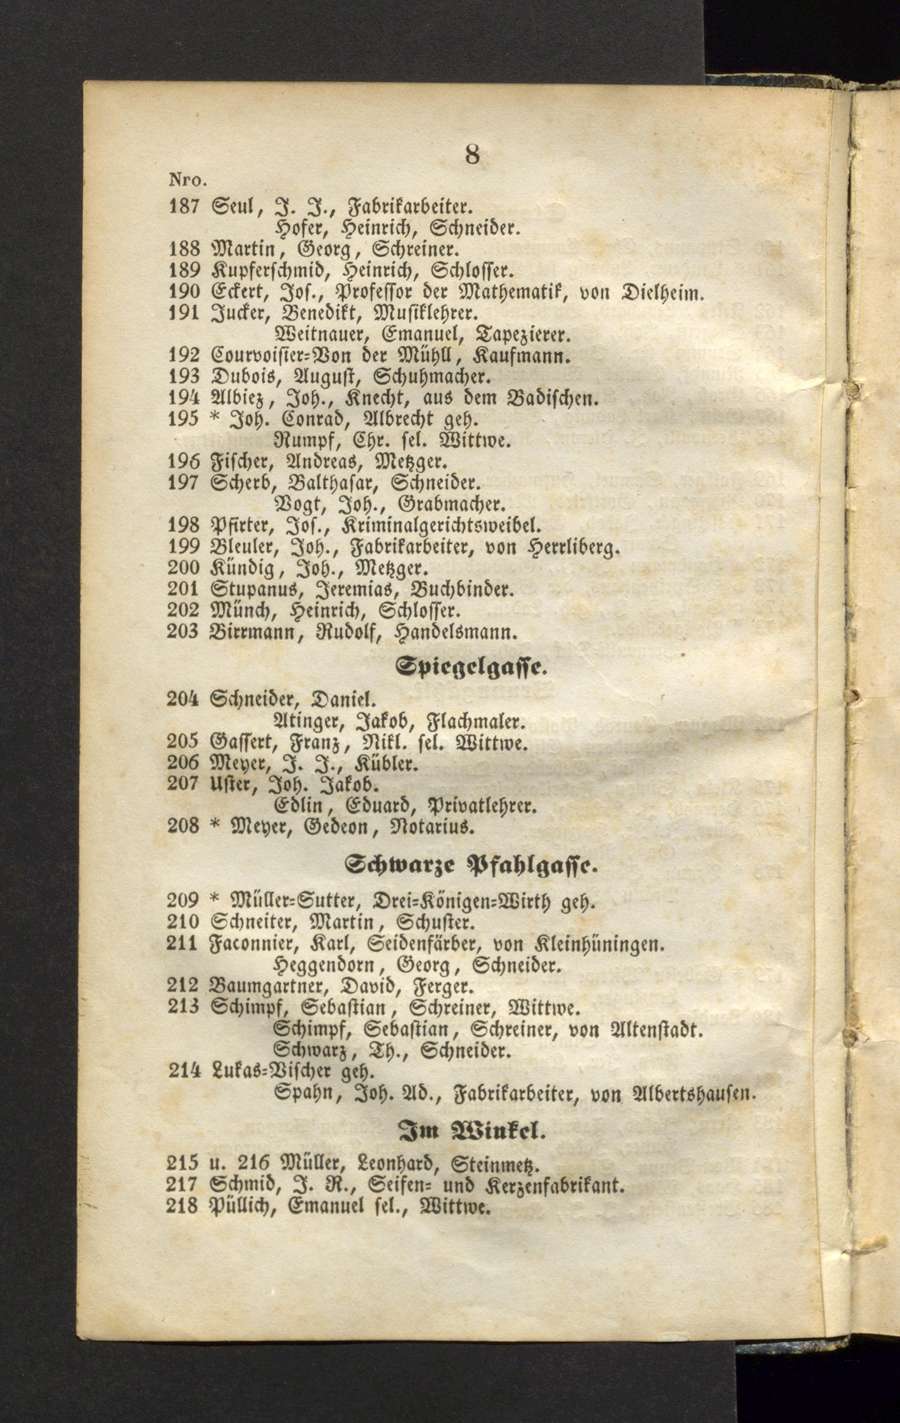 8
Nro.
187 Seul, J. J., Fabrikarbeiter.
Hofer, Heinrich, Schneider.
188 Martin, Georg, Schreiner.
189 Kupferschmid, Heinrich, Schlosser.
190 Eckert, Jos., Professor der Mathematik, von Dielheim.
191 Jucker, Benedikt, Musiklehrer.
Weitnauer, Emanuel, Tapezierer.
192 Courvoisier-Von der Mühll, Kaufmann.
193 Dubois, August, Schuhmacher.
194 Albiez, Joh., Knecht, aus dem Badischen.
195 * Joh. Conrad, Albrecht geh.
Rumpf, Chr. sel. Wittwe.
196 Fischer, Andreas, Metzger.
197 Scherb, Balthasar, Schneider.
Vogt, Joh., Grabmacher.
198 Pfirter, Jos., Kriminalgerichtsweibel.
199 Bleuler, Joh., Fabrikarbeiter, von Herrliberg.
200 Kündig, Joh., Metzger.
201 Stupanus, Jeremias, Buchbinder.
202 Münch, Heinrich, Schlosser.
203 Birrmann, Rudolf, Handelsmann.
Spiegelgasse.
204 Schneider, Daniel.
Atinger, Jakob, Flachmaler.
205 Gassert, Franz, Nikl. sel. Wittwe.
206 Meyer, J. J., Kübler.
207 Uster, Joh. Jakob.
Edlin, Eduard, Privatlehrer.
208 * Meyer, Gedeon, Notarius.
Schwarze Pfahlgasse.
209 * Müller-Sutter, Drei-Königen-Wirth geh.
210 Schneiter, Martin, Schuster.
211 Faconnier, Karl, Seidenfärber, von Kleinhüningen.
Heggendorn, Georg, Schneider.
212 Baumgartner, David, Ferger.
213 Schimpf, Sebastian, Schreiner, Wittwe.
Schimpf, Sebastian, Schreiner, von Altenstadt.
Schwarz, Th., Schneider.
214 Lukas-Vischer geh.
Spahn, Joh. Ad., Fabrikarbeiter, von Albertshausen.
Im Winkel.
215 u. 216 Müller, Leonhard, Steinmetz.
217 Schmid, J. R., Seifen- und Kerzenfabrikant.
218 Püllich, Emanuel sel., Wittwe.